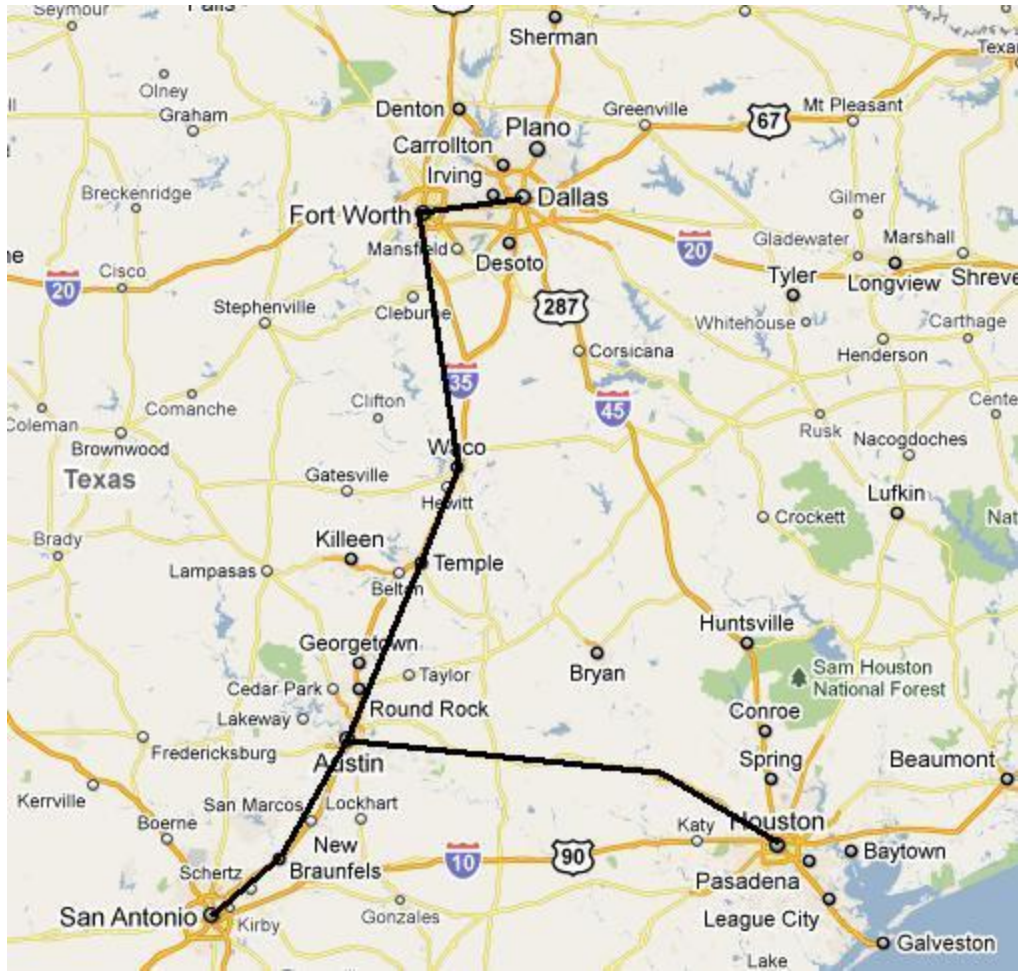 Seymour
Falls
Sherman
Texar
Olney
Graham
Denton
Greenville
67
Mt Pleasant
Plano
Carrollton
Irving
Breckenridge
Dallas
Gilmer
Fort Worth
Mansfield
Desoto
20
Gladewater
Marshall
ne
Cisco
20
Tyler
Longview
Shreve
287
Stephenville
Cleburne
Whitehouse
Carthage
Corsicana
Henderson
35
45
Comanche
Clifton
Cente
Coleman
Rusk
Brownwood
Waco
Nacogdoches
Texas
Gatesville
Hewitt
Lufkin
Crockett
Nat
Brady
Killeen
Lampasas
Temple
Belton
Huntsville
Georgetown
Bryan
Sam Houston
National Forest
Taylor
Cedar Park
Round Rock
Lakeway
Conroe
Fredericksburg
Austin
Spring
Beaumont
Kerrville
San Marcos
Lockhart
Boerne
Katy
Houston
New
Braunfels
10
90
Baytown
Schertz
Pasadena
San Antonio
Kirby
Gonzales
League City
Galveston
Lake